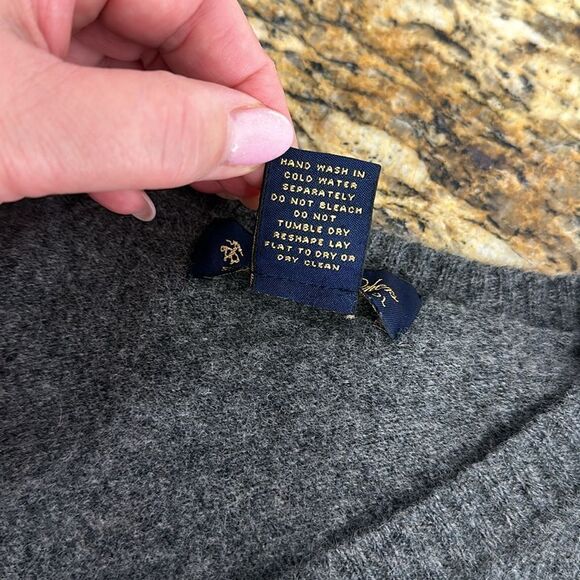 HAND WASH IN
COLD WATER
SEPARATELY
DO NOT BLEACH
DO NOT
TUMBLE DRY
RESHAPE LAY
FLAT TO DRY OR
DRY CLEAN